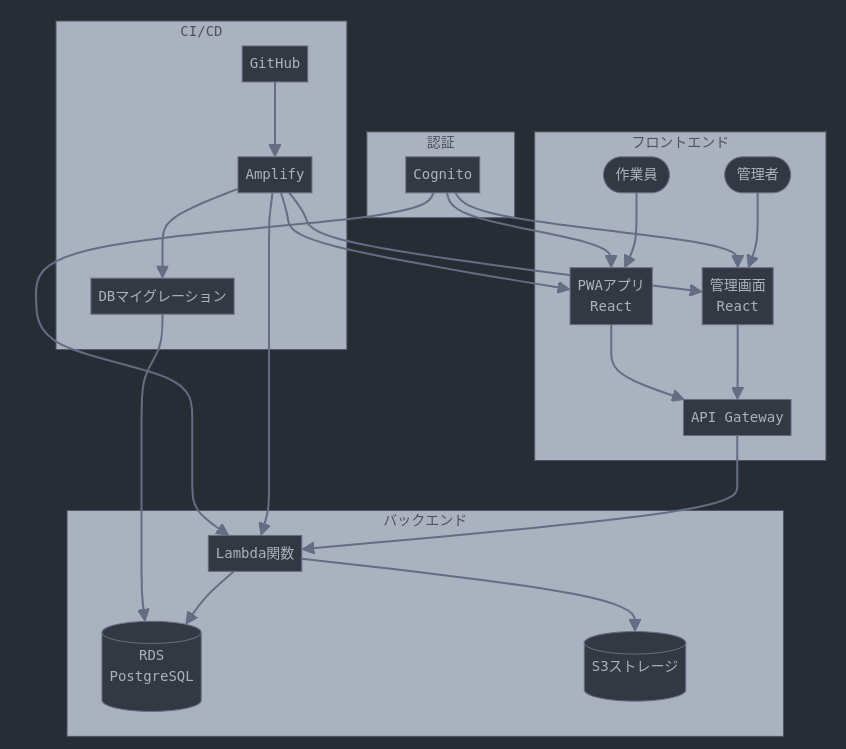 CI/CD
GitHub
Amplify
DBマイグレーション
認証
Cognito
フロントエンド
作業員
管理者
PWAアプリ
React
管理画面
React
API Gateway
バックエンド
Lambda関数
RDS
PostgreSQL
S3ストレージ